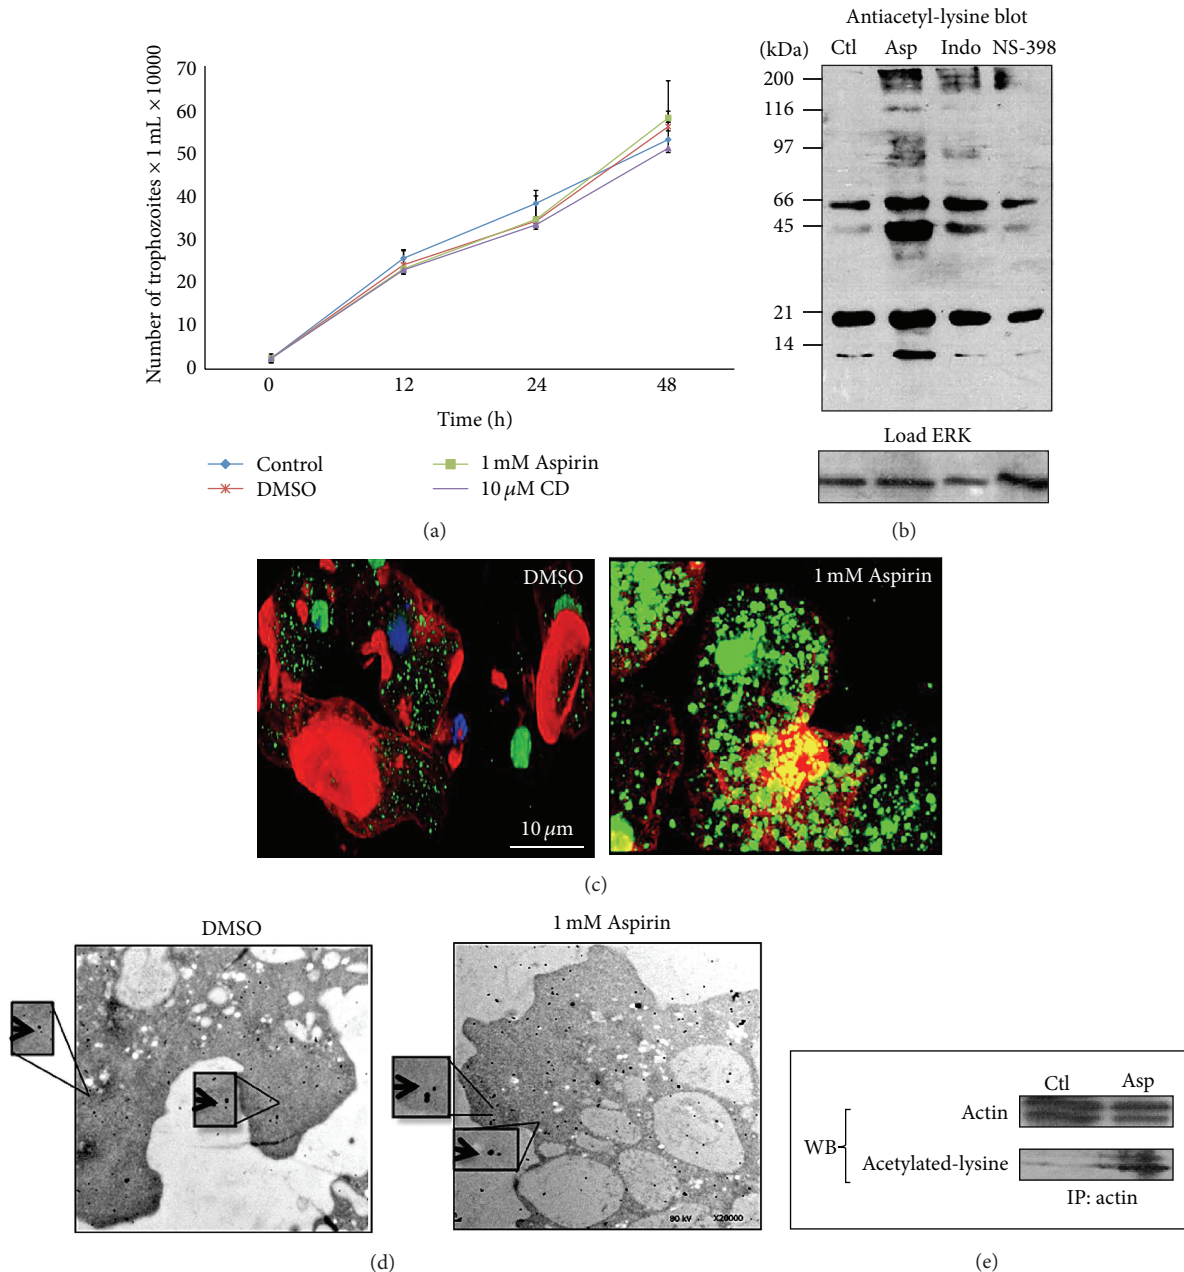 Number of trophozoites × 1 mL × 10000
70
60
50
40
30
20
10
0
0 12 24 48
Time (h)
Control
DMSO
1 mM Aspirin
10 μM CD
(a)
Antiacetyl-lysine blot
(kDa) Ctl Asp Indo NS-398
200
116
97
66
45
21
14
Load ERK
(b)
DMSO
10 μm
1 mM Aspirin
(c)
DMSO
1 mM Aspirin
80 kV X20000
(d)
Ctl Asp
WB
Actin
Acetylated-lysine
IP: actin
(e)